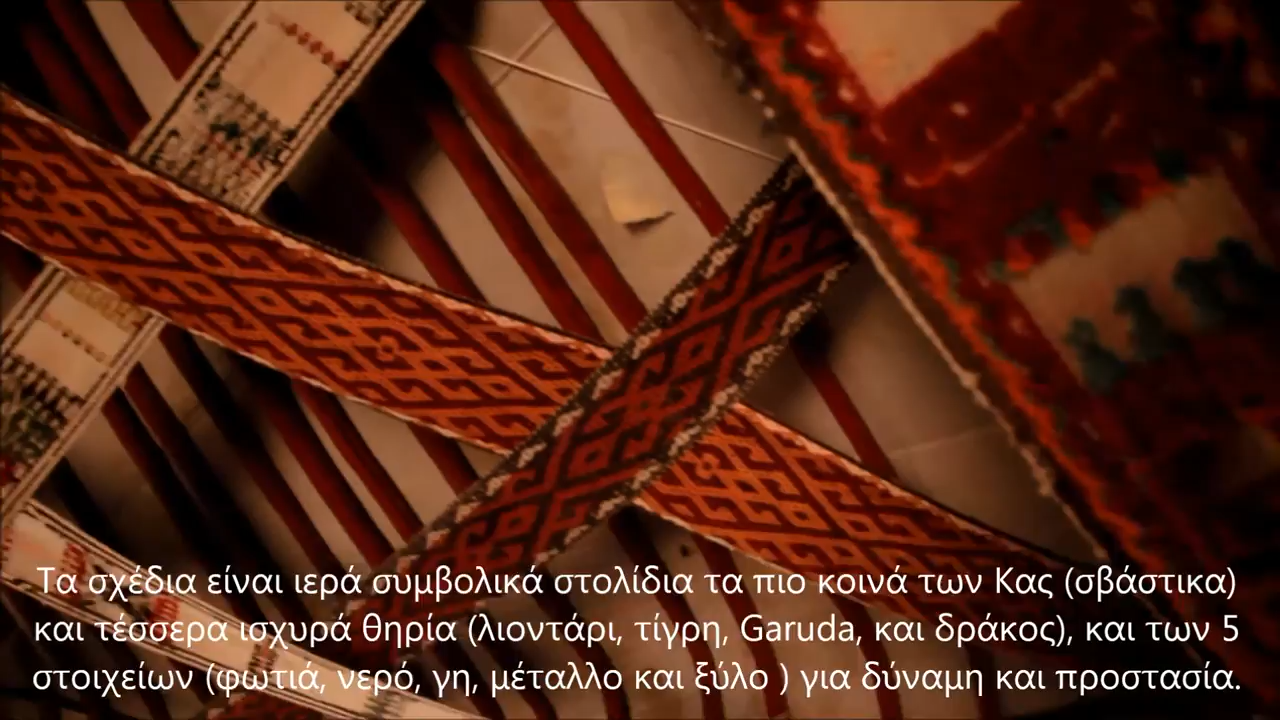 Τα σχέδια είναι ιερά συμβολικά στολίδια τα πιο κοινά των Κας (σβάστικα)
και τέσσερα ισχυρά θηρία (λιοντάρι, τίγρη, Garuda, και δράκος), και των 5
στοιχείων (φωτιά, νερό, γη, μέταλλο και ξύλο ) για δύναμη και προστασία.